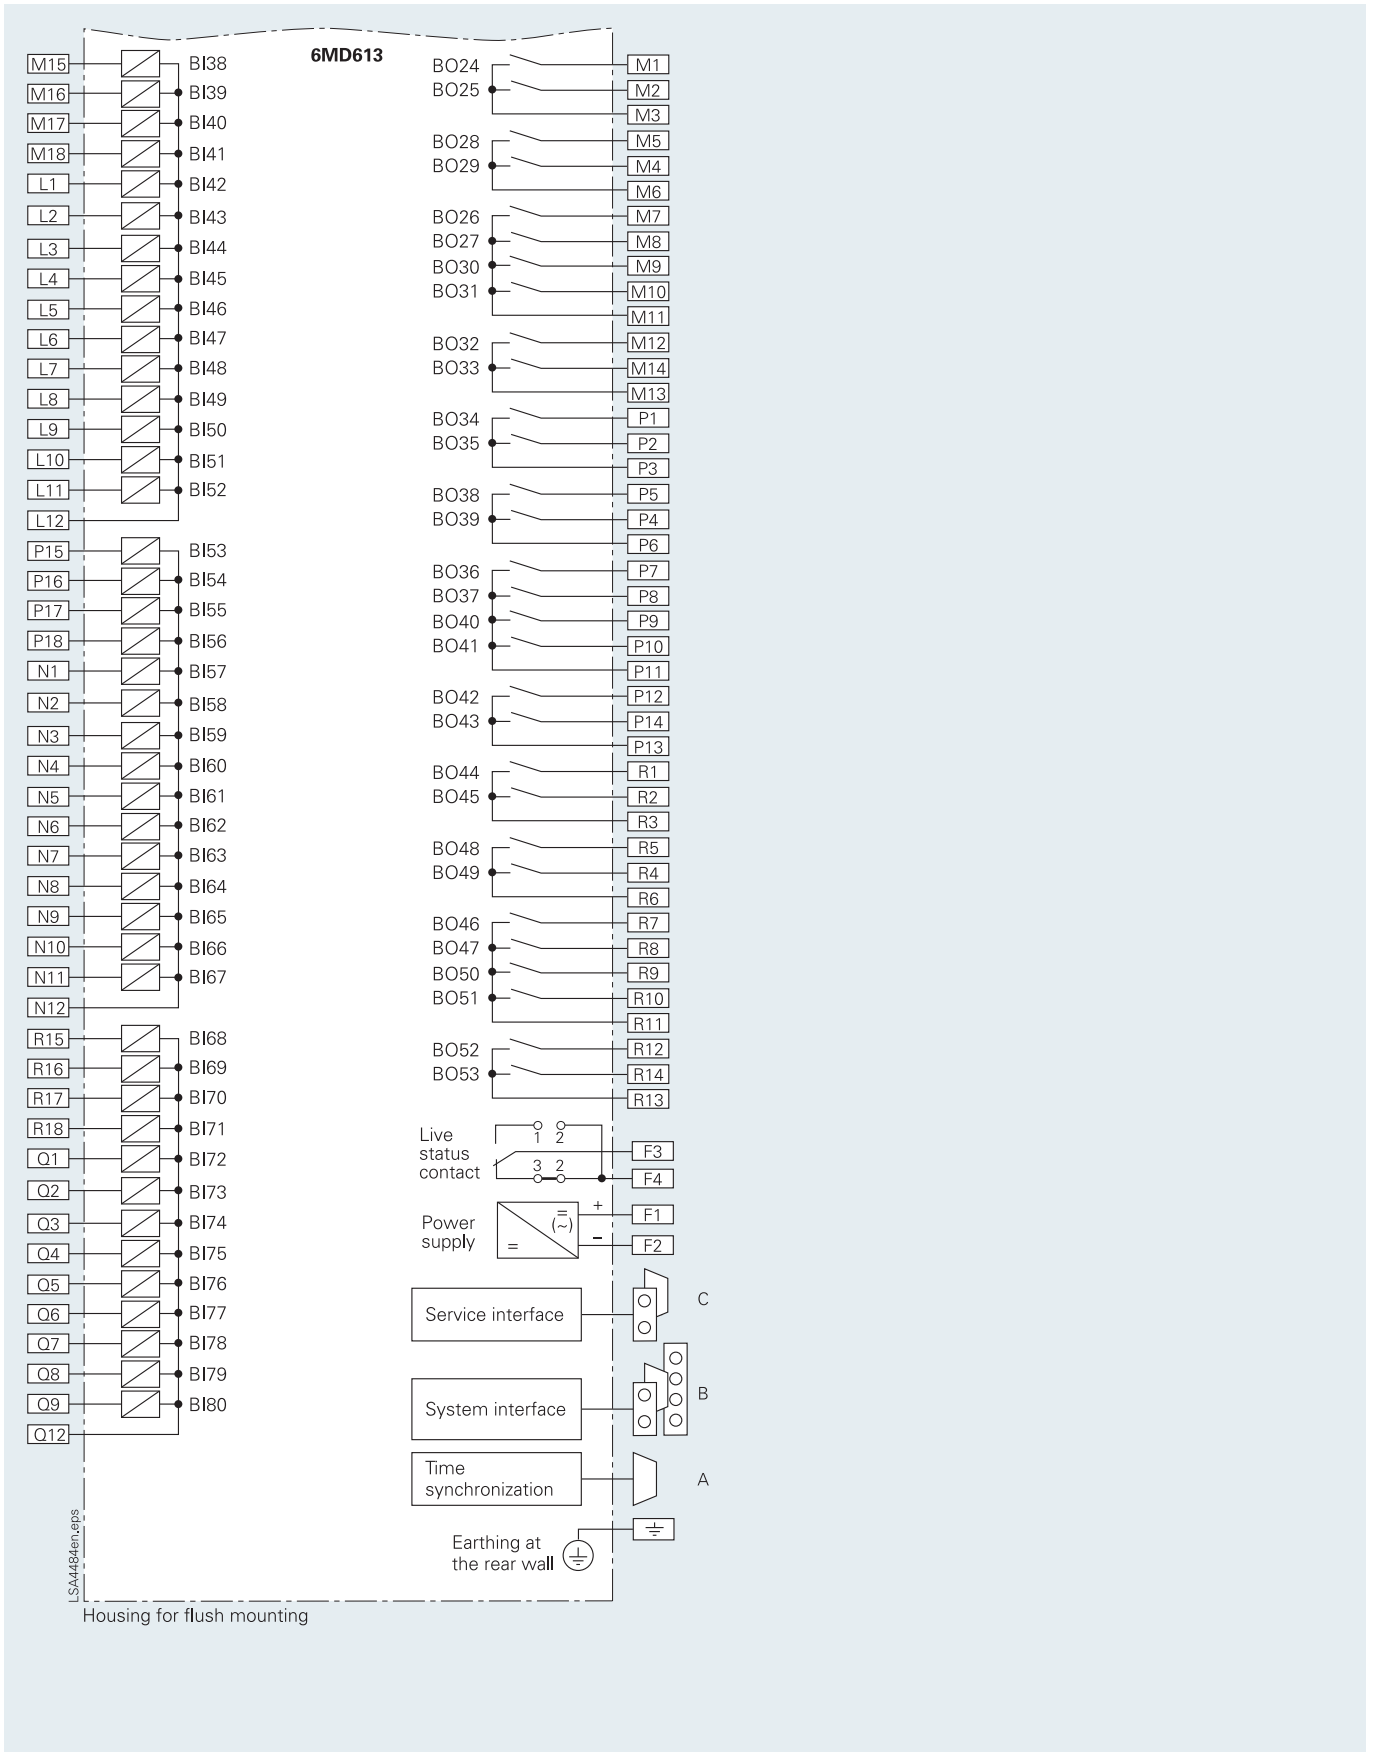 6MD613
M15 BI38
M16 BI39
M17 BI40
M18 BI41
L1 BI42
L2 BI43
L3 BI44
L4 BI45
L5 BI46
L6 BI47
L7 BI48
L8 BI49
L9 BI50
L10 BI51
L11 BI52
L12
P15 BI53
P16 BI54
P17 BI55
P18 BI56
N1 BI57
N2 BI58
N3 BI59
N4 BI60
N5 BI61
N6 BI62
N7 BI63
N8 BI64
N9 BI65
N10 BI66
N11 BI67
N12
R15 BI68
R16 BI69
R17 BI70
R18 BI71
Q1 BI72
Q2 BI73
Q3 BI74
Q4 BI75
Q5 BI76
Q6 BI77
Q7 BI78
Q8 BI79
Q9 BI80
Q12
BO24 M1
BO25 M2
M3
BO28 M5
BO29 M4
M6
BO26 M7
BO27 M8
BO30 M9
BO31 M10
M11
BO32 M12
BO33 M14
M13
BO34 P1
BO35 P2
P3
BO38 P5
BO39 P4
P6
BO36 P7
BO37 P8
BO40 P9
BO41 P10
P11
BO42 P12
BO43 P14
P13
BO44 R1
BO45 R2
R3
BO48 R5
BO49 R4
R6
BO46 R7
BO47 R8
BO50 R9
BO51 R10
R11
BO52 R12
BO53 R14
R13
Live
status
contact
1 2
3 2
F3
F4
Power
supply
=
(~)
=
+ F1
– F2
Service interface
C
System interface
B
Time
synchronization
A
Earthing at
the rear wall
LSA4484en.eps
Housing for flush mounting